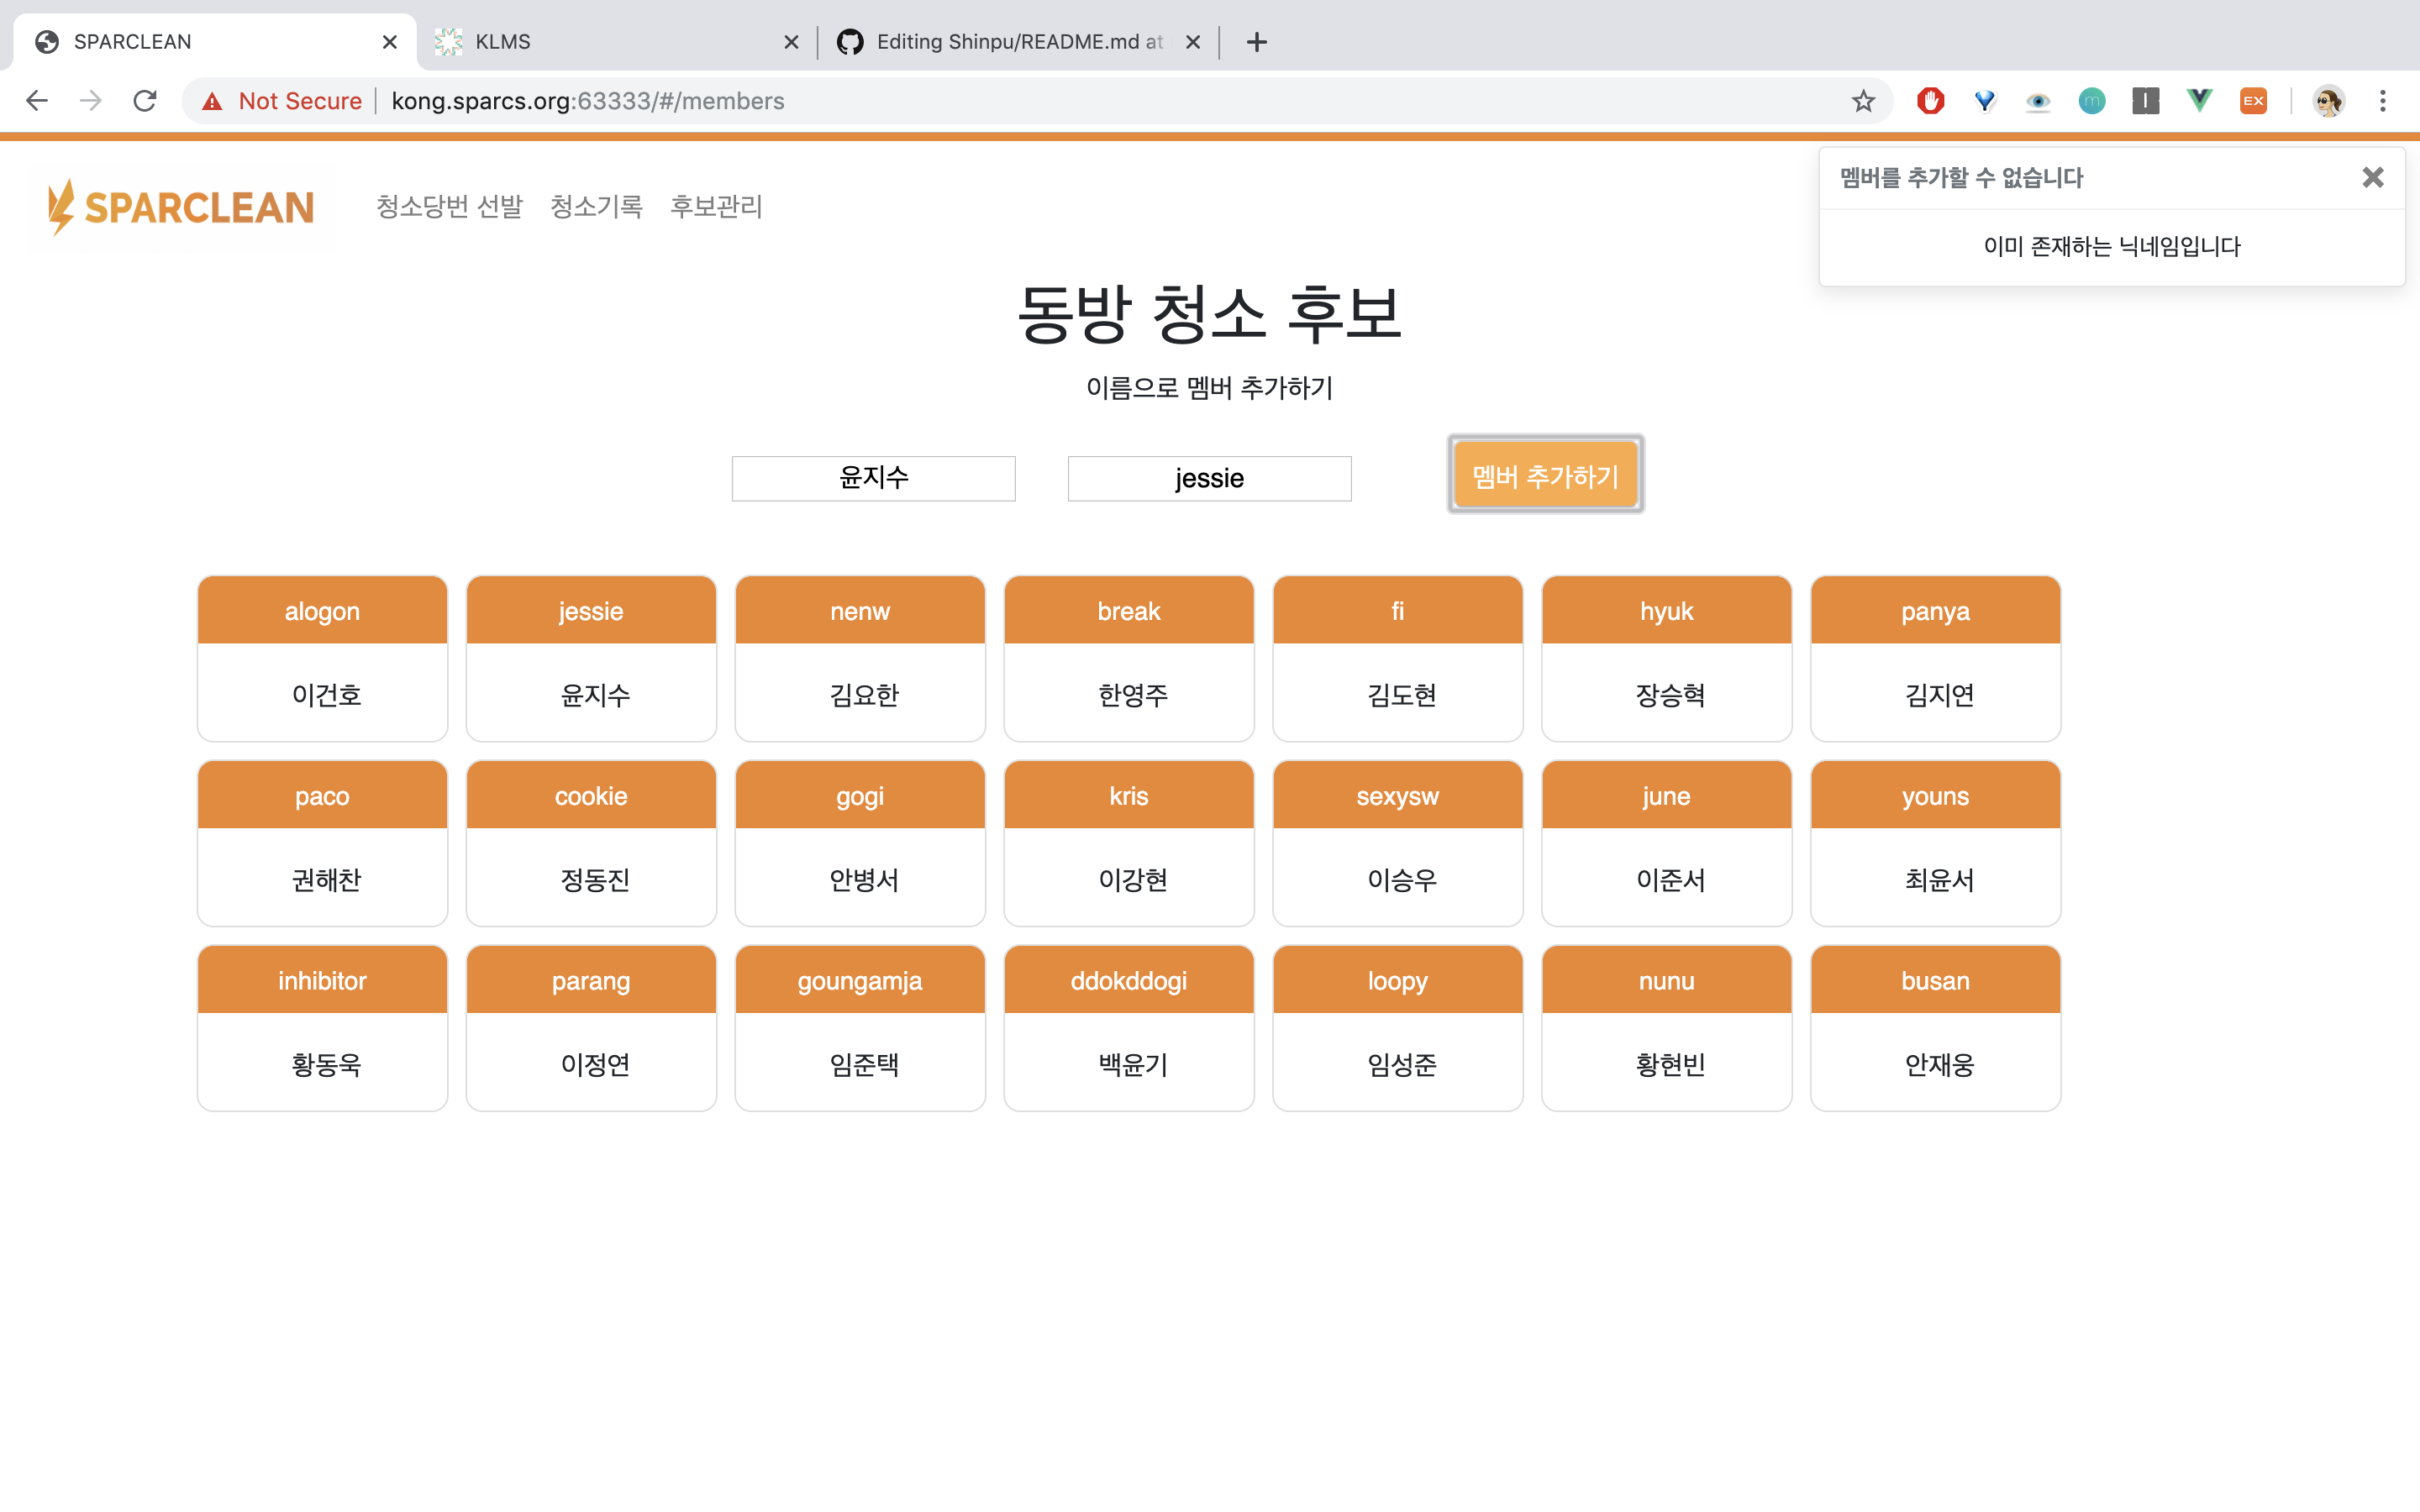 SPARCLEAN
KLMS
Editing Shinpu/README.md at
Not Secure
kong.sparcs.org:63333/#/members
m
I
EX
SPARCLEAN
청소당번 선발
청소기록
후보관리
멤버를 추가할 수 없습니다
이미 존재하는 닉네임입니다
동방 청소 후보
이름으로 멤버 추가하기
윤지수
jessie
멤버 추가하기
alogon
jessie
nenw
break
fi
hyuk
panya
이건호
윤지수
김요한
한영주
김도현
장승혁
김지연
paco
cookie
gogi
kris
sexysw
june
youns
권해찬
정동진
안병서
이강현
이승우
이준서
최윤서
inhibitor
parang
goungamja
ddokddogi
loopy
nunu
busan
황동욱
이정연
임준택
백윤기
임성준
황현빈
안재웅